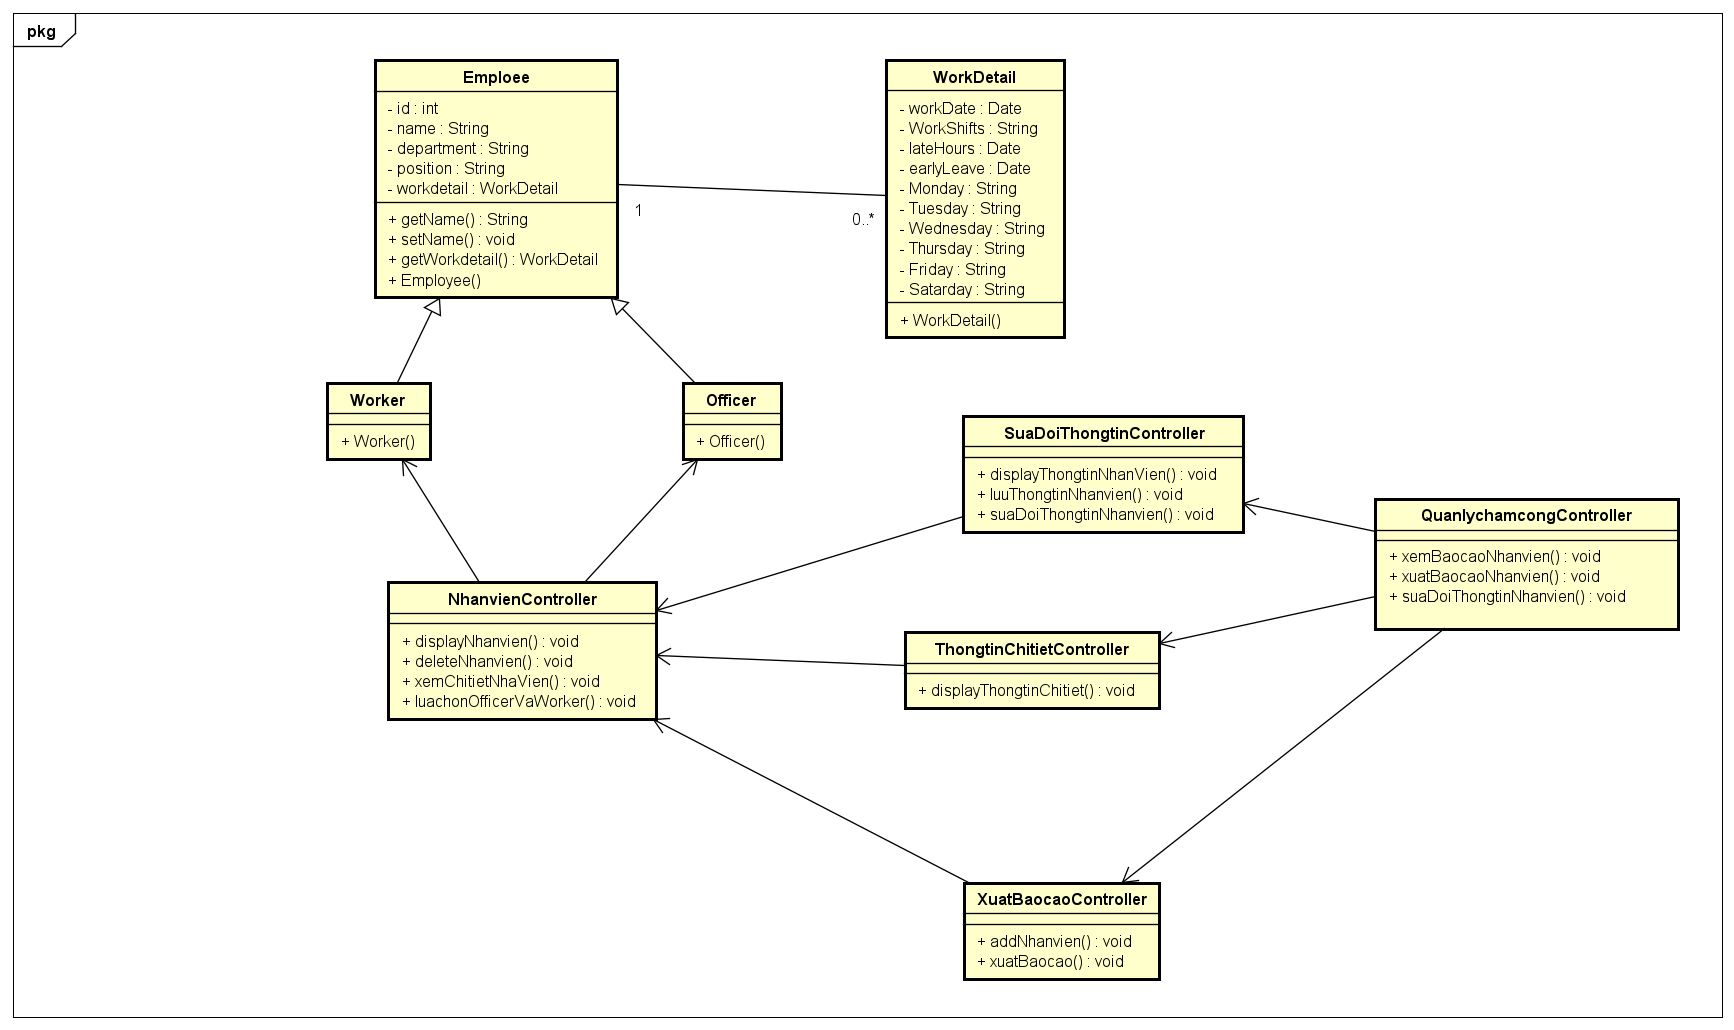 pkg
Emploee
- id : int
- name : String
- department : String
- position : String
- workdetail : WorkDetail
+ getName() : String
+ setName() : void
+ getWorkdetail() : WorkDetail
+ Employee()
1
0..*
WorkDetail
- workDate : Date
- WorkShifts : String
- lateHours : Date
- earlyLeave : Date
- Monday : String
- Tuesday : String
- Wednesday : String
- Thursday : String
- Friday : String
- Satarday : String
+ WorkDetail()
Worker
+ Worker()
Officer
+ Officer()
SuaDoiThongtinController
+ displayThongtinNhanVien() : void
+ luuThongtinNhanvien() : void
+ suaDoiThongtinNhanvien() : void
QuanlychamcongController
+ xemBaocaoNhanvien() : void
+ xuatBaocaoNhanvien() : void
+ suaDoiThongtinNhanvien() : void
NhanvienController
+ displayNhanvien() : void
+ deleteNhanvien() : void
+ xemChitietNhaVien() : void
+ luachonOfficerVaWorker() : void
ThongtinChitietController
+ displayThongtinChitiet() : void
XuatBaocaoController
+ addNhanvien() : void
+ xuatBaocao() : void